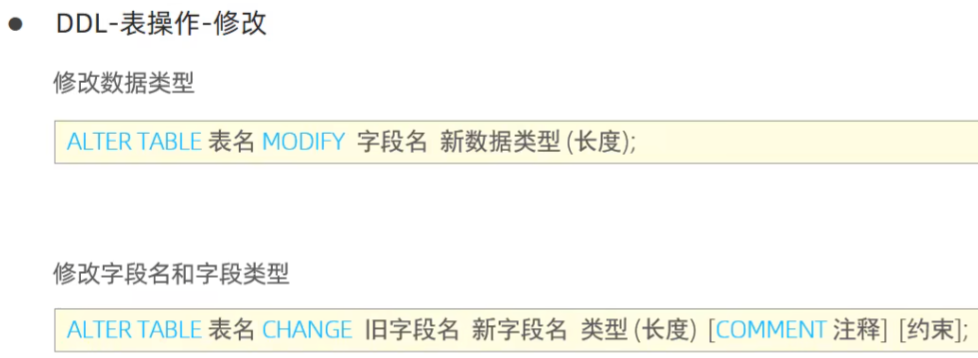 DDL-表操作-修改
修改数据类型
ALTER TABLE 表名 MODIFY 字段名 新数据类型 (长度);
修改字段名和字段类型
ALTER TABLE 表名 CHANGE 旧字段名 新字段名 类型 (长度) [COMMENT 注释] [约束];